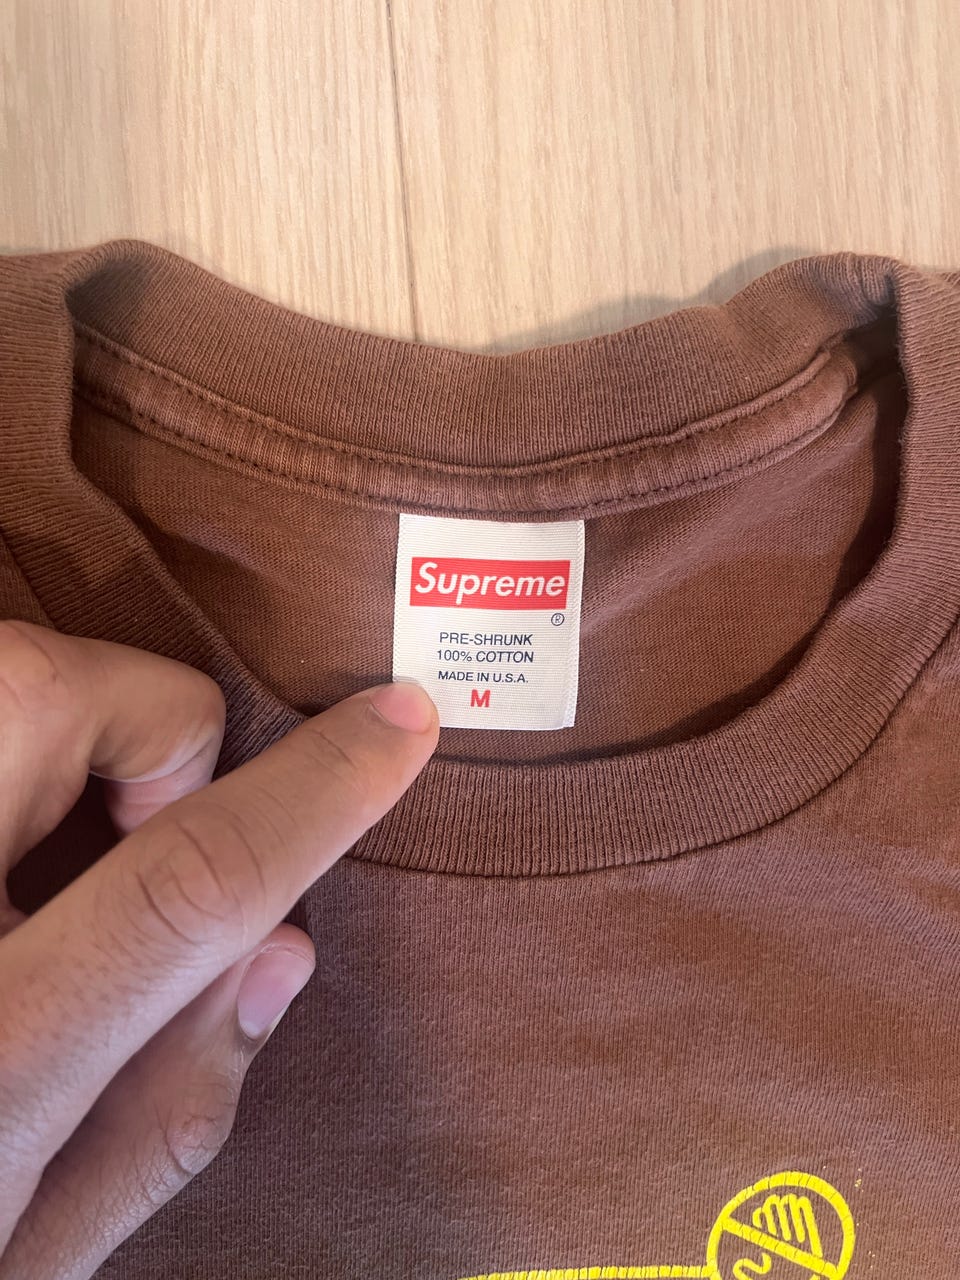 Supreme
®
PRE-SHRUNK
100% COTTON
MADE IN U.S.A.
M